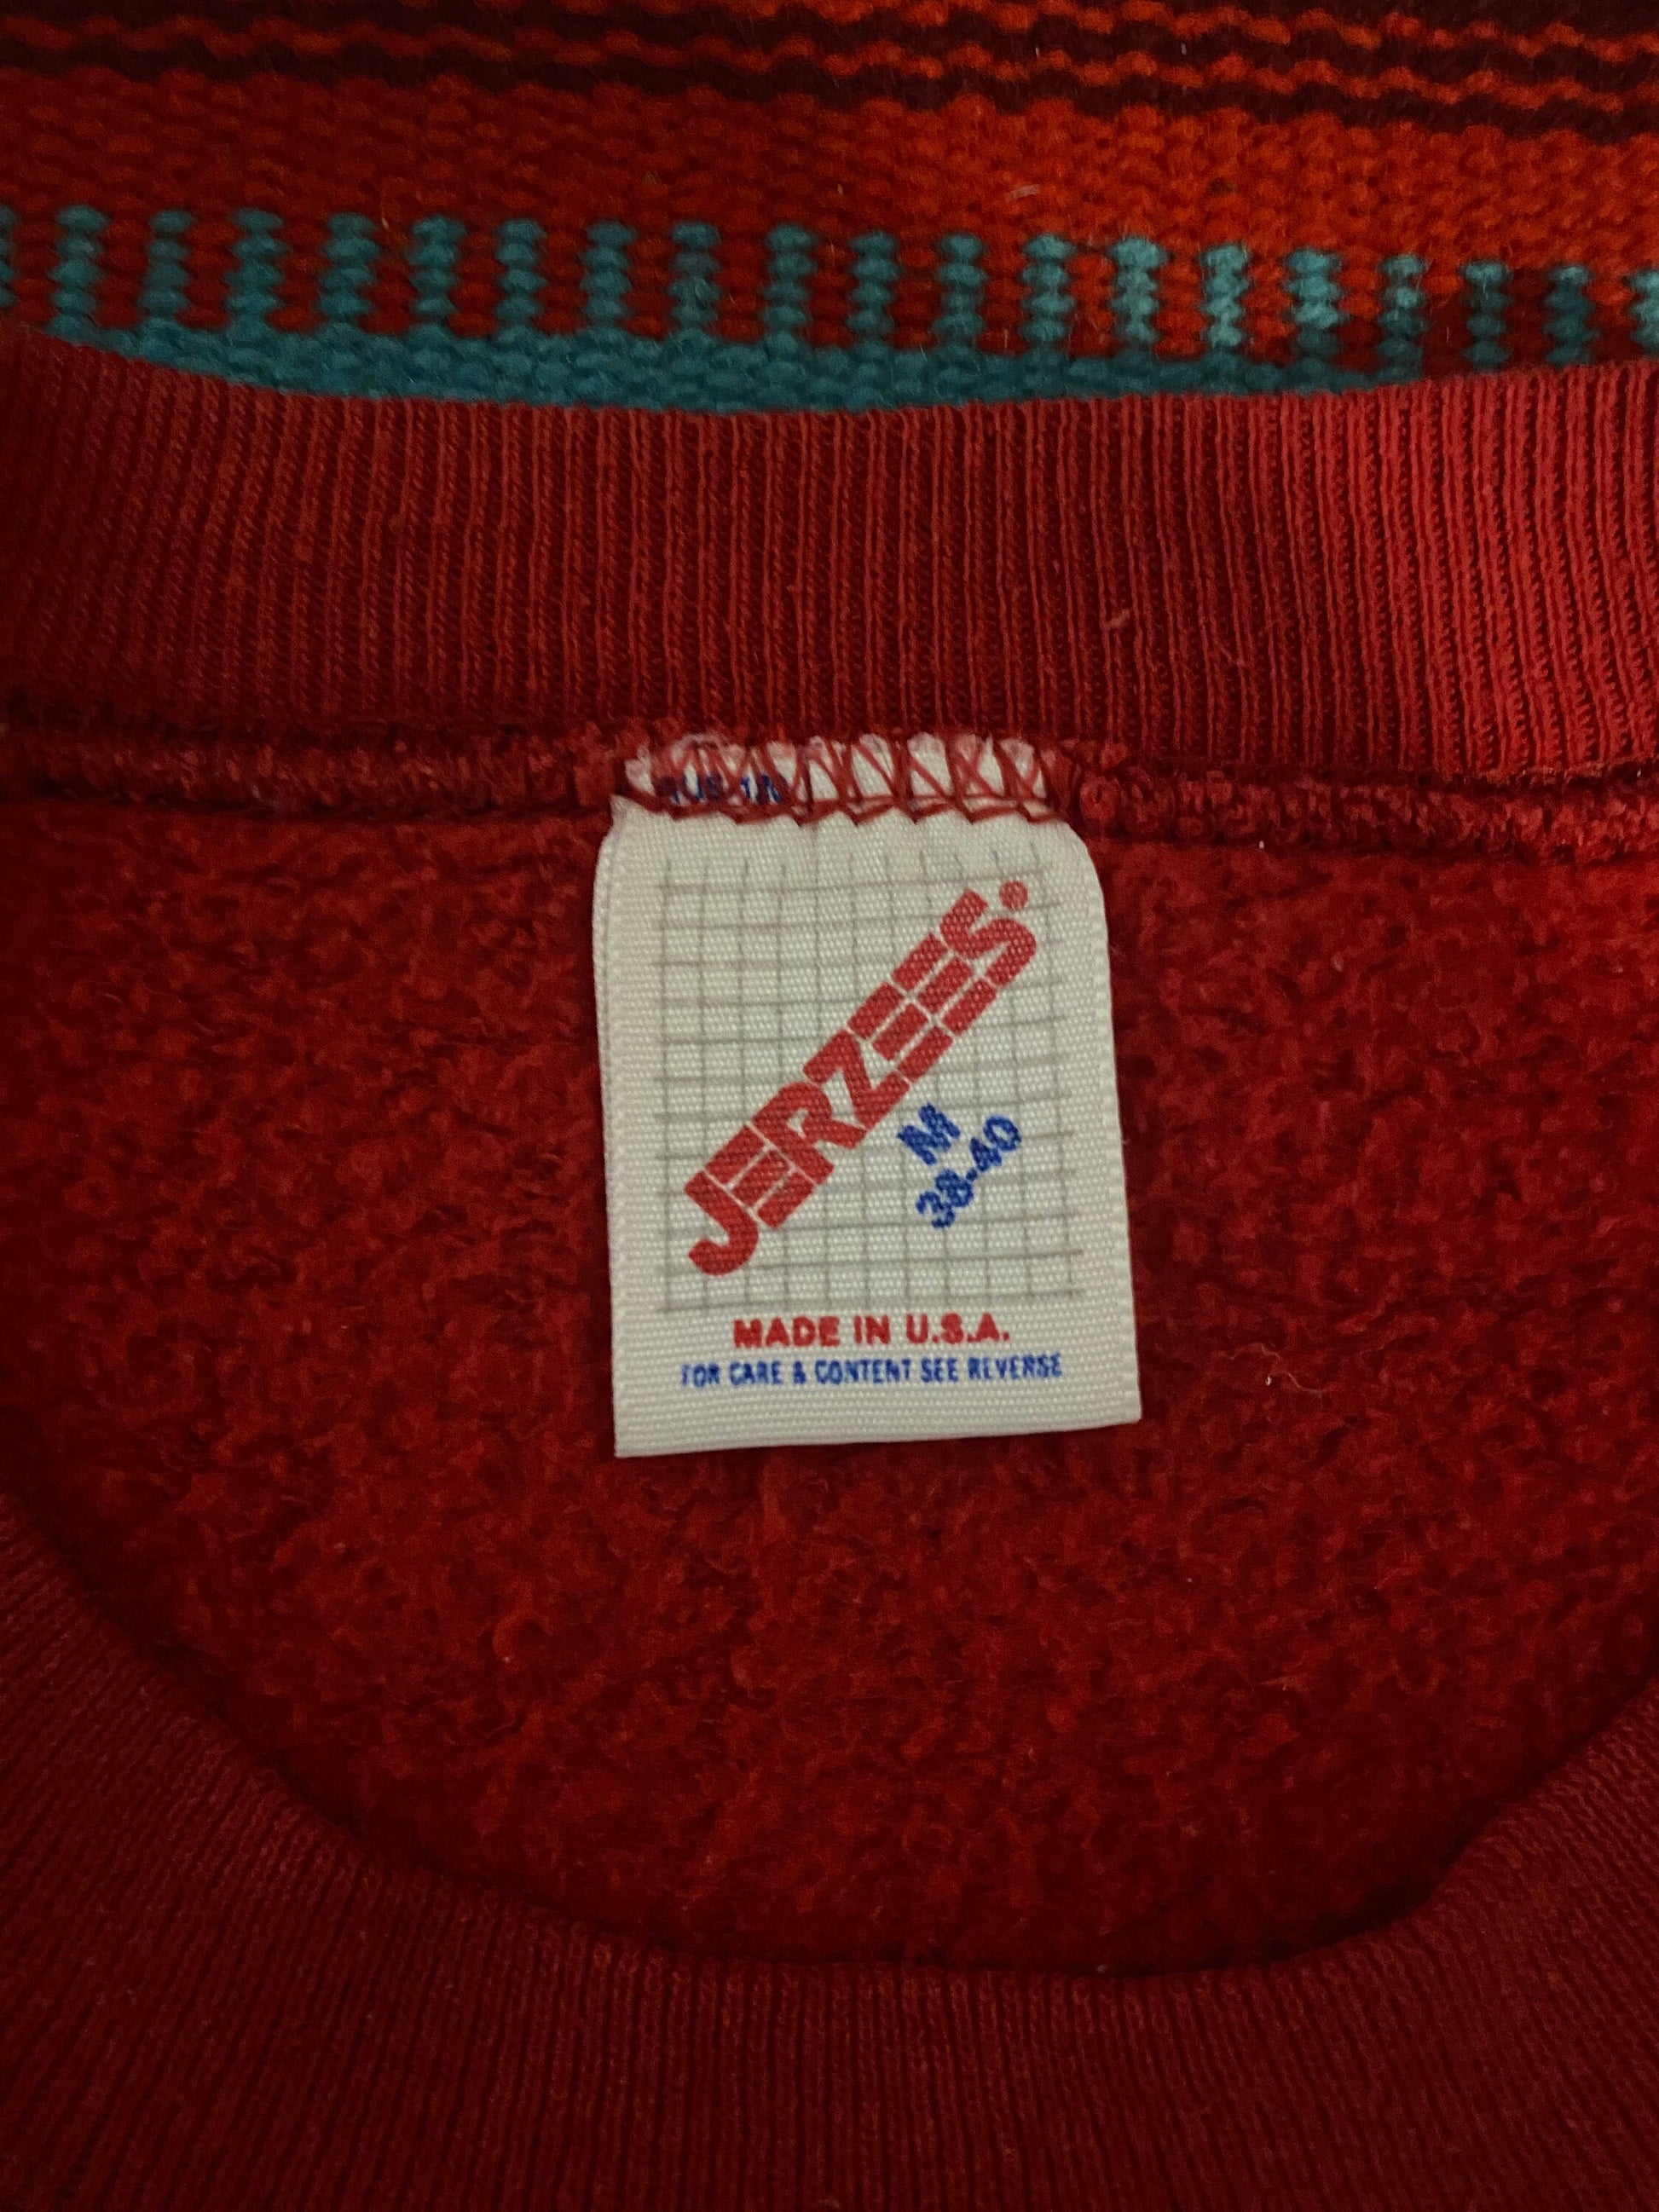 JERZEES®
M
38-40
MADE IN U.S.A.
FOR CARE & CONTENT SEE REVERSE